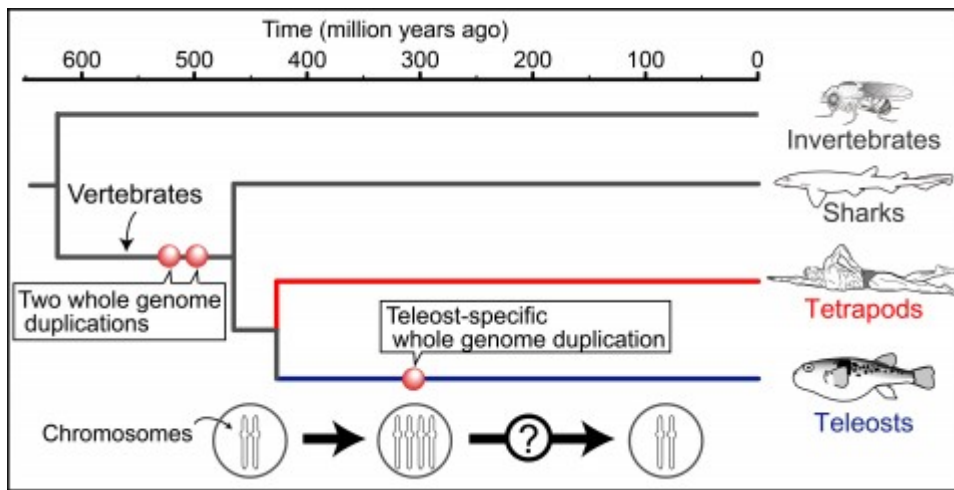 Time (million years ago)
600 500 400 300 200 100 0
Invertebrates
Vertebrates
Sharks
Two whole genome
duplications
Tetrapods
Teleost-specific
whole genome duplication
Teleosts
Chromosomes
?